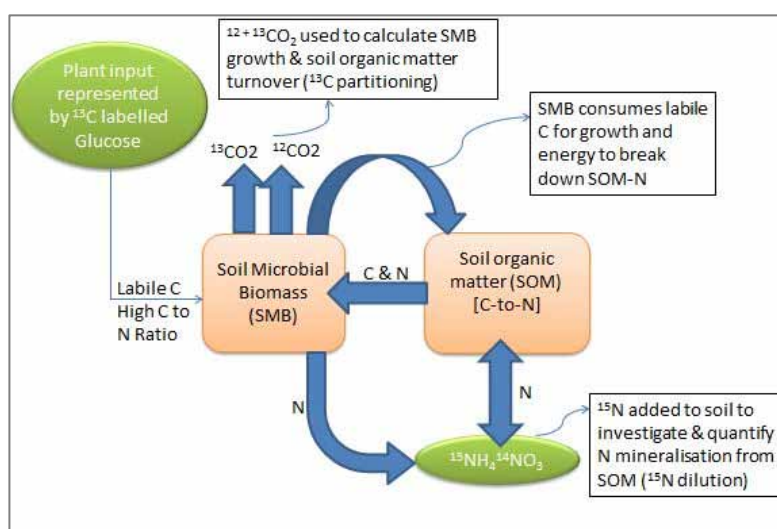 Plant input
represented
by ¹³C labelled
Glucose
¹²⁺¹³CO₂ used to calculate SMB
growth & soil organic matter
turnover (¹³C partitioning)
¹³CO2
¹²CO2
SMB consumes labile
C for growth and
energy to break
down SOM-N
Labile C
High C to
N Ratio
Soil Microbial
Biomass
(SMB)
C & N
Soil organic
matter (SOM)
[C-to-N]
N
N
¹⁵NH₄¹⁴NO₃
¹⁵N added to soil to
investigate & quantify
N mineralisation from
SOM (¹⁵N dilution)